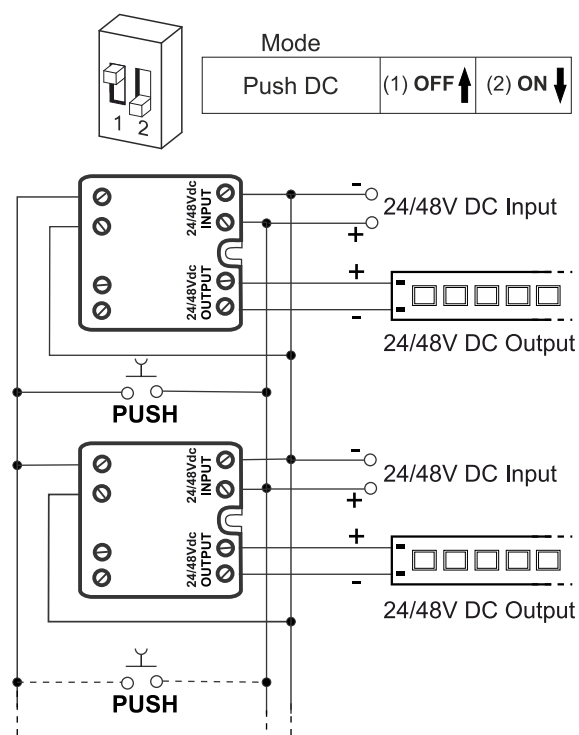 Mode
Push DC (1) OFF (2) ON
1 2
24/48Vdc INPUT
- 24/48V DC Input
+
24/48Vdc OUTPUT
+
-
24/48V DC Output
PUSH
24/48Vdc INPUT
- 24/48V DC Input
+
24/48Vdc OUTPUT
+
-
24/48V DC Output
PUSH